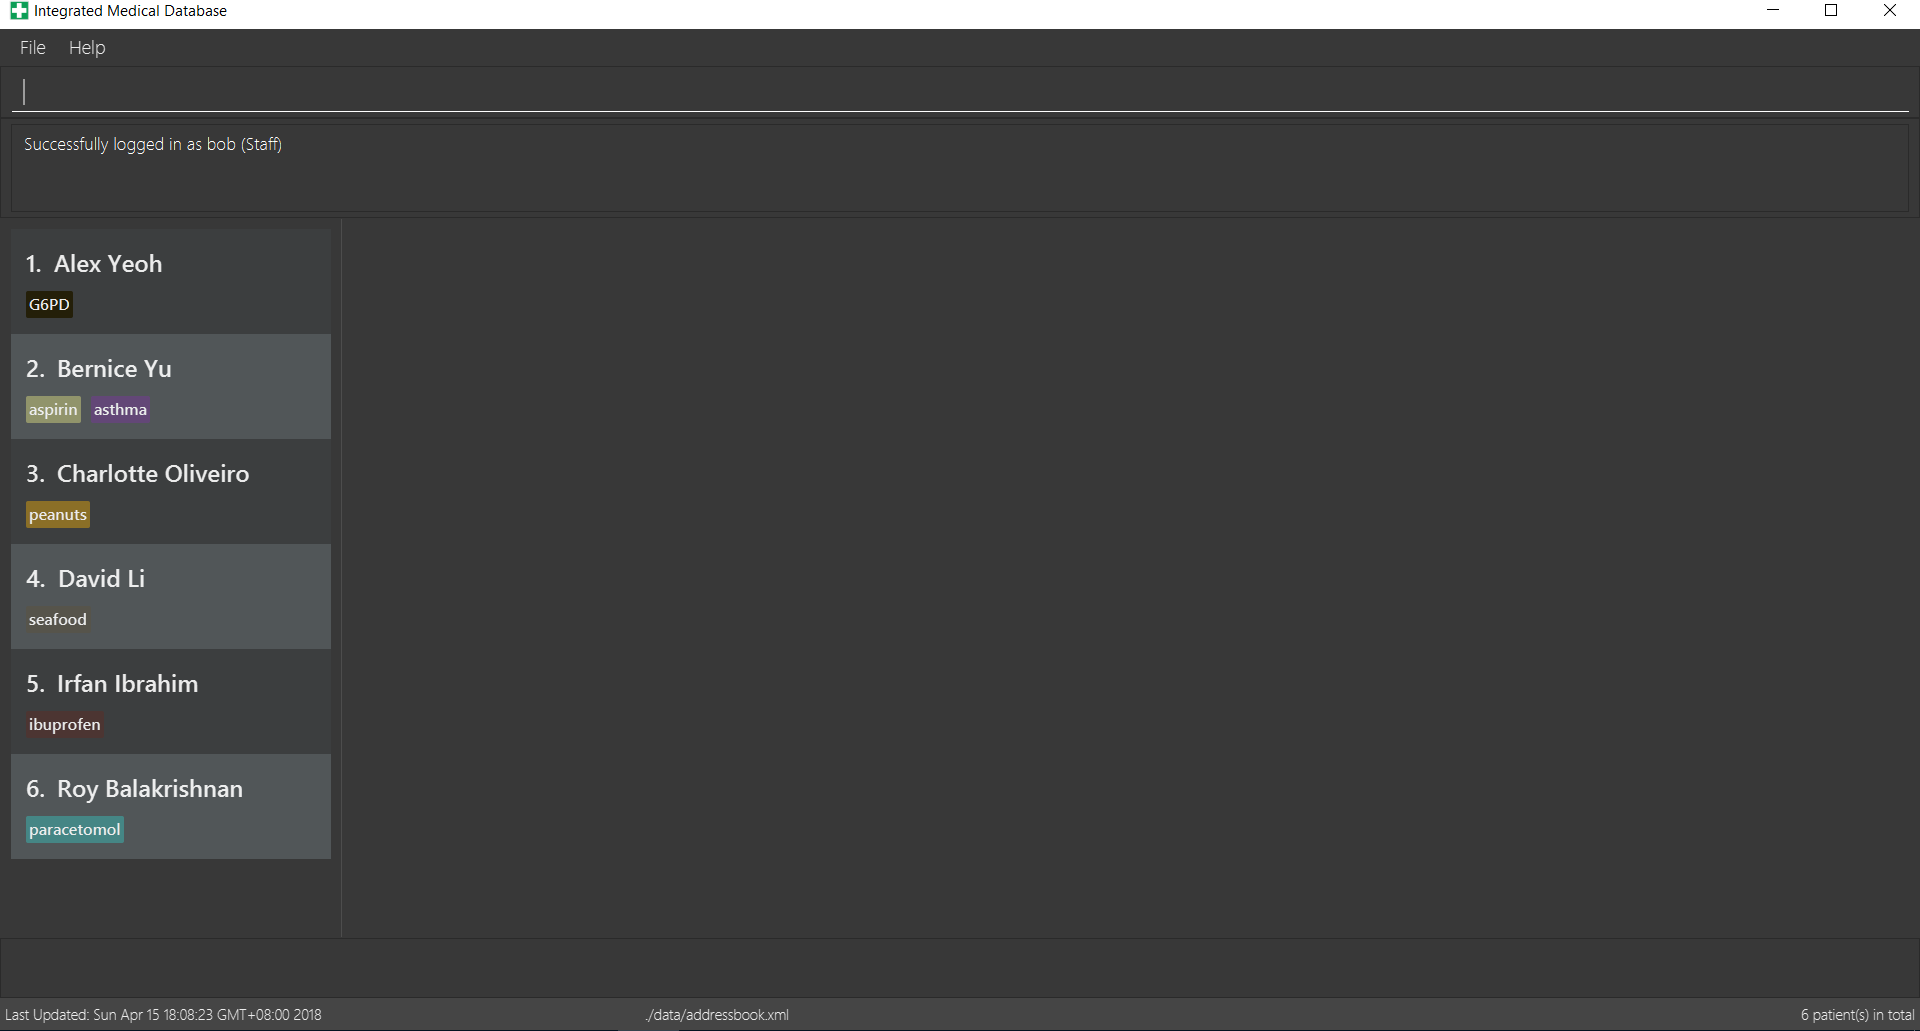 Integrated Medical Database
File Help
Successfully logged in as bob (Staff)
1. Alex Yeoh
G6PD
2. Bernice Yu
aspirin asthma
3. Charlotte Oliveiro
peanuts
4. David Li
seafood
5. Irfan Ibrahim
ibuprofen
6. Roy Balakrishnan
paracetomol
Last Updated: Sun Apr 15 18:08:23 GMT+08:00 2018 ./data/addressbook.xml 6 patient(s) in total